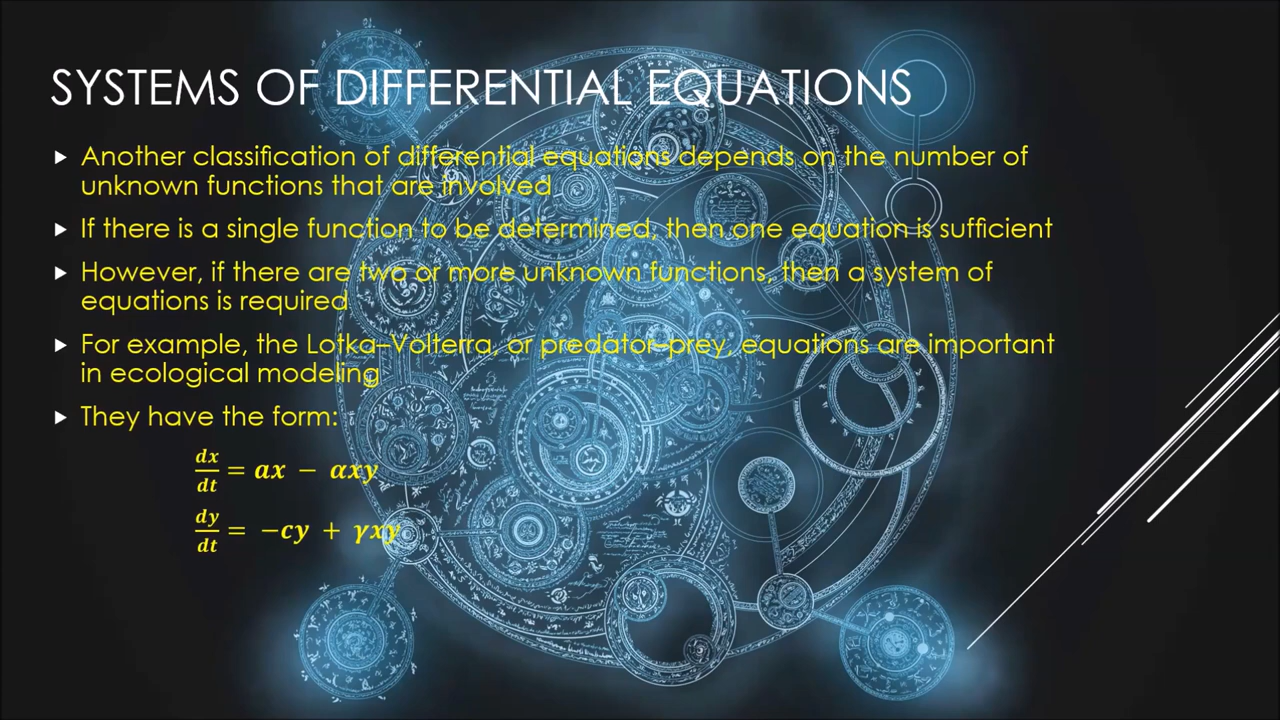 SYSTEMS OF DIFFERENTIAL EQUATIONS
Another classification of differential equations depends on the number of
unknown functions that are involved
If there is a single function to be determined, then one equation is sufficient
However, if there are two or more unknown functions, then a system of
equations is required
For example, the Lotka–Volterra, or predator–prey, equations are important
in ecological modeling
They have the form:
dx/dt = ax − αxy
dy/dt = −cy + γxy